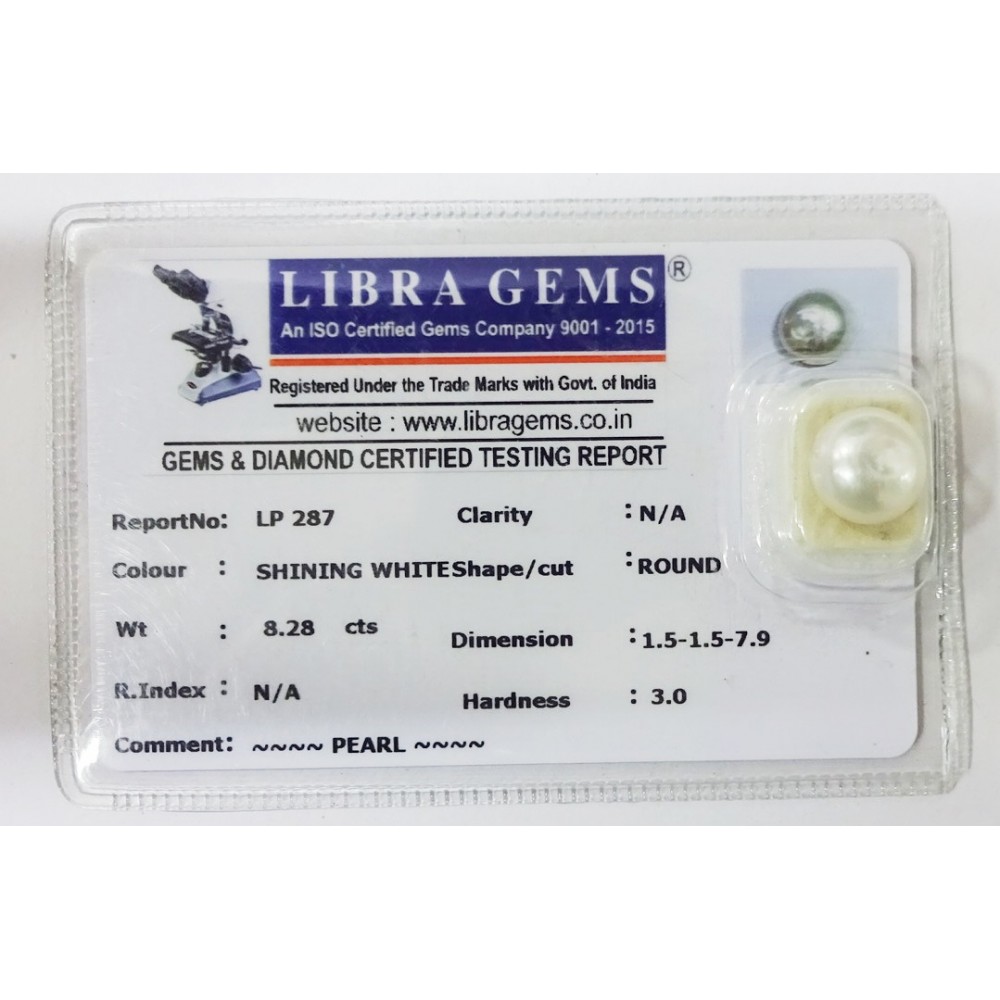 LIBRA GEMS ®
An ISO Certified Gems Company 9001 - 2015
Registered Under the Trade Marks with Govt. of India
website : www.libragems.co.in
GEMS & DIAMOND CERTIFIED TESTING REPORT
ReportNo: LP 287 Clarity : N/A
Colour : SHINING WHITE Shape/cut : ROUND
Wt : 8.28 cts Dimension : 1.5-1.5-7.9
R.Index : N/A Hardness : 3.0
Comment: ~~~~ PEARL ~~~~